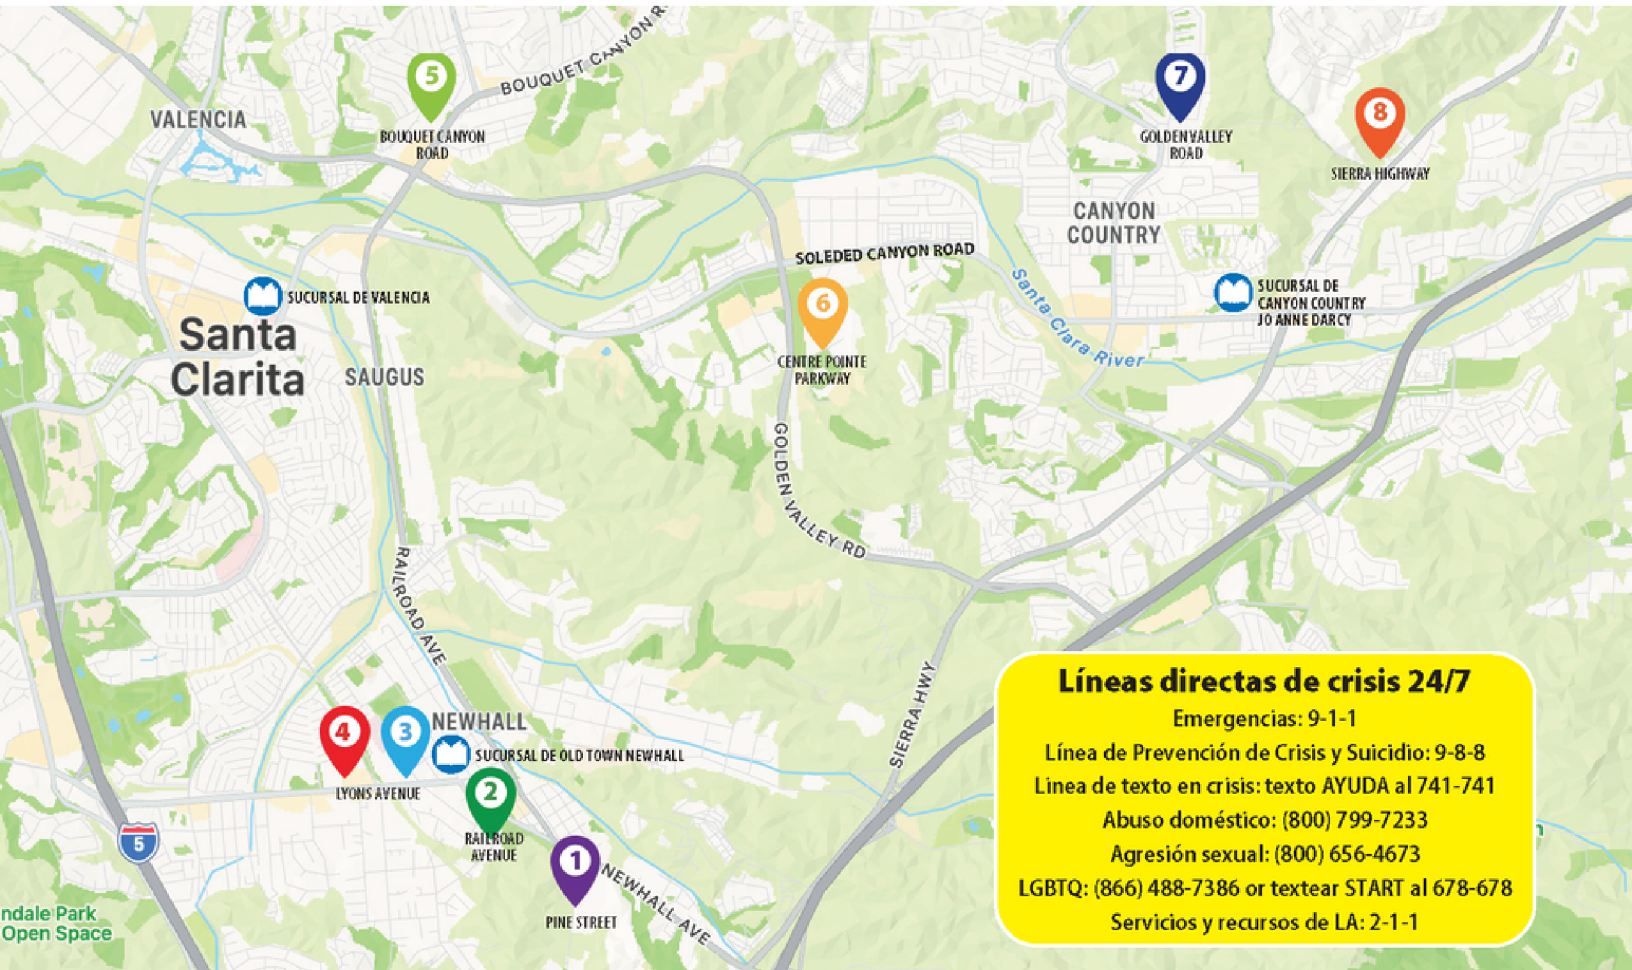 BOUQUET CANYON R
5
7
8
VALENCIA
BOUQUET CANYON
ROAD
GOLDEN VALLEY
ROAD
SIERRA HIGHWAY
CANYON
COUNTRY
SOLEDED CANYON ROAD
Santa Clara River
SUCURSAL DE VALENCIA
SUCURSAL DE
CANYON COUNTRY
JO ANNE DARCY
6
CENTRE POINTE
PARKWAY
Santa
Clarita
SAUGUS
GOLDEN VALLEY RD
RAILROAD AVE
SIERRA HWY
4
3
NEWHALL
SUCURSAL DE OLD TOWN NEWHALL
LYONS AVENUE
2
RAILROAD
AVENUE
5
1
PINE STREET
NEWHALL AVE
ndale Park
Open Space
Líneas directas de crisis 24/7
Emergencias: 9-1-1
Línea de Prevención de Crisis y Suicidio: 9-8-8
Linea de texto en crisis: texto AYUDA al 741-741
Abuso doméstico: (800) 799-7233
Agresión sexual: (800) 656-4673
LGBTQ: (866) 488-7386 or textear START al 678-678
Servicios y recursos de LA: 2-1-1